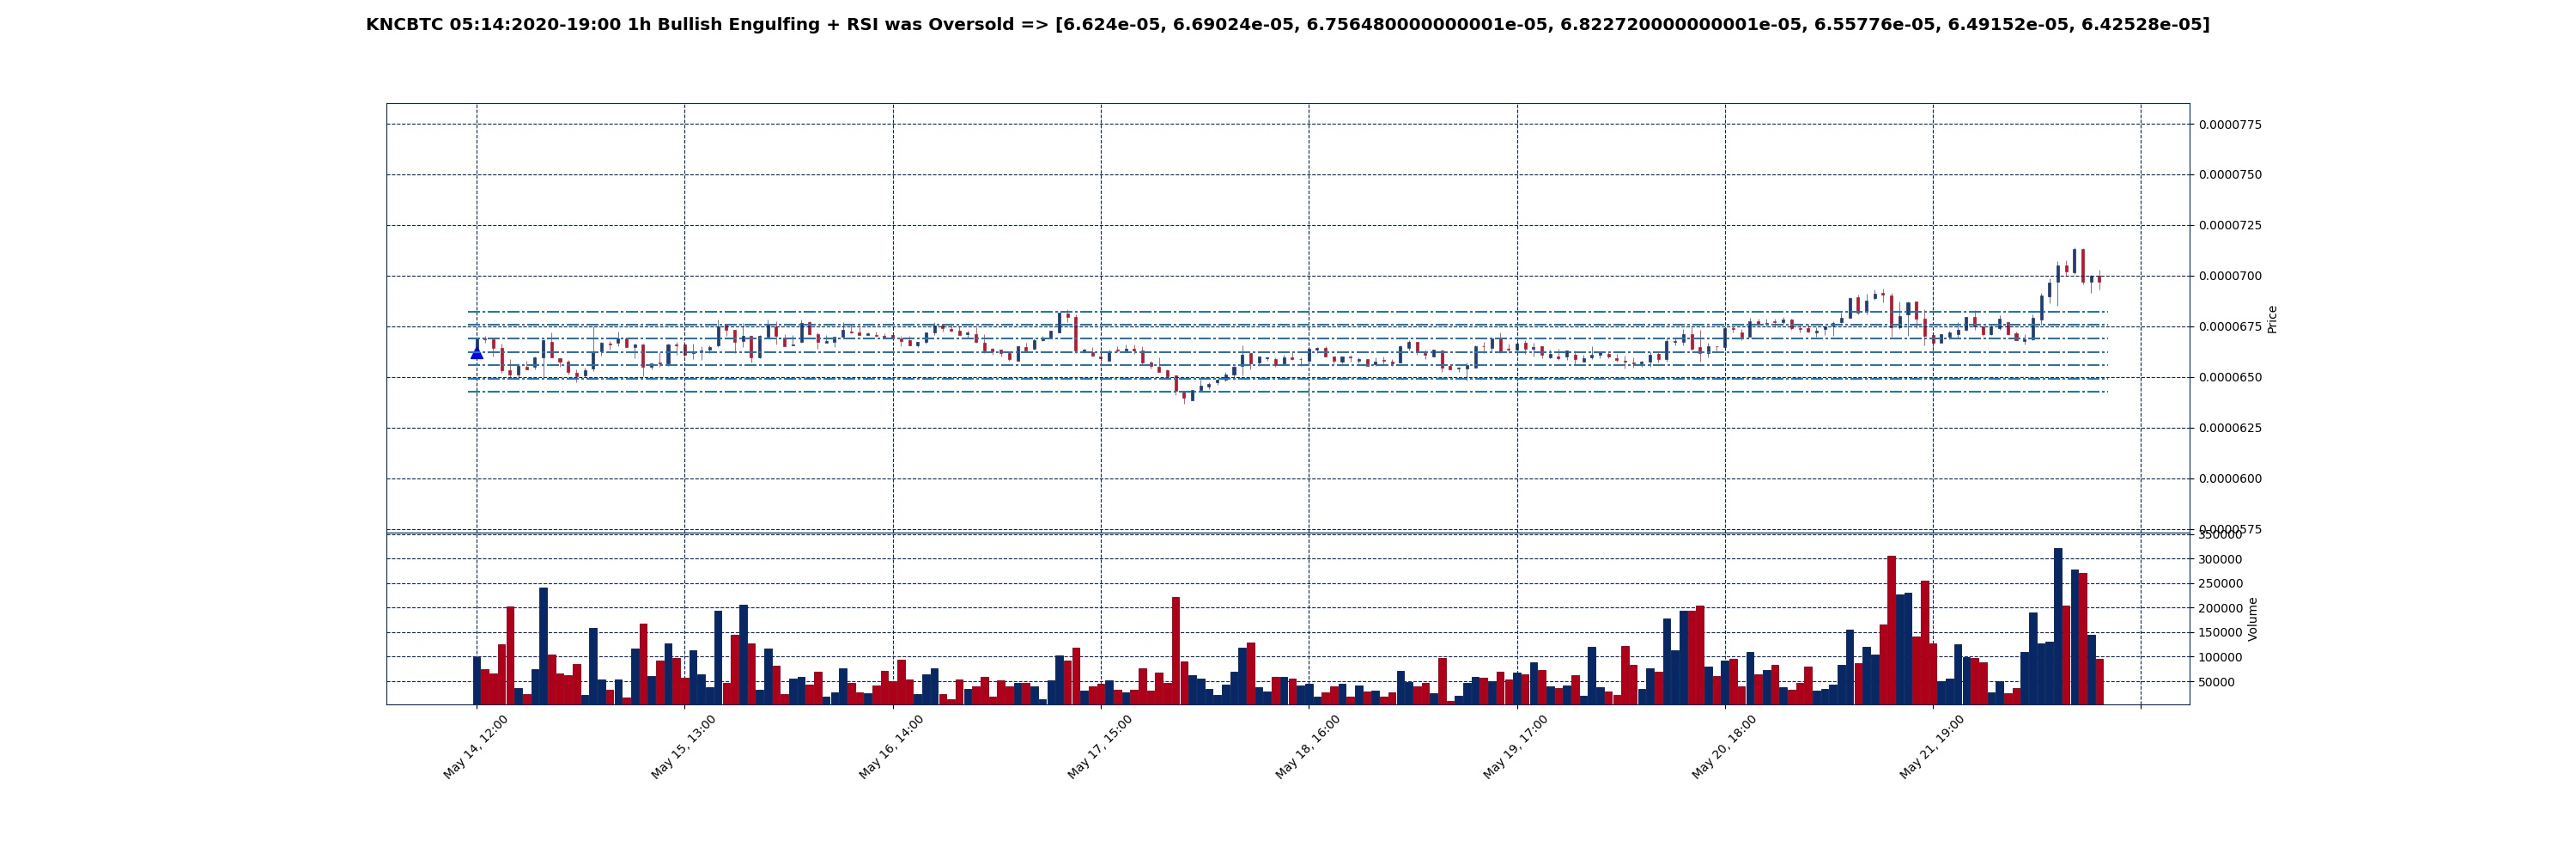 KNCBTC 05:14:2020-19:00 1h Bullish Engulfing + RSI was Oversold => [6.624e-05, 6.69024e-05, 6.756480000000001e-05, 6.822720000000001e-05, 6.55776e-05, 6.49152e-05, 6.42528e-05]
0.0000775
0.0000750
0.0000725
0.0000700
Price
0.0000675
0.0000650
0.0000625
0.0000600
0.0000575
350000
300000
250000
200000
Volume
150000
100000
50000
May 14, 12:00
May 15, 13:00
May 16, 14:00
May 17, 15:00
May 18, 16:00
May 19, 17:00
May 20, 18:00
May 21, 19:00